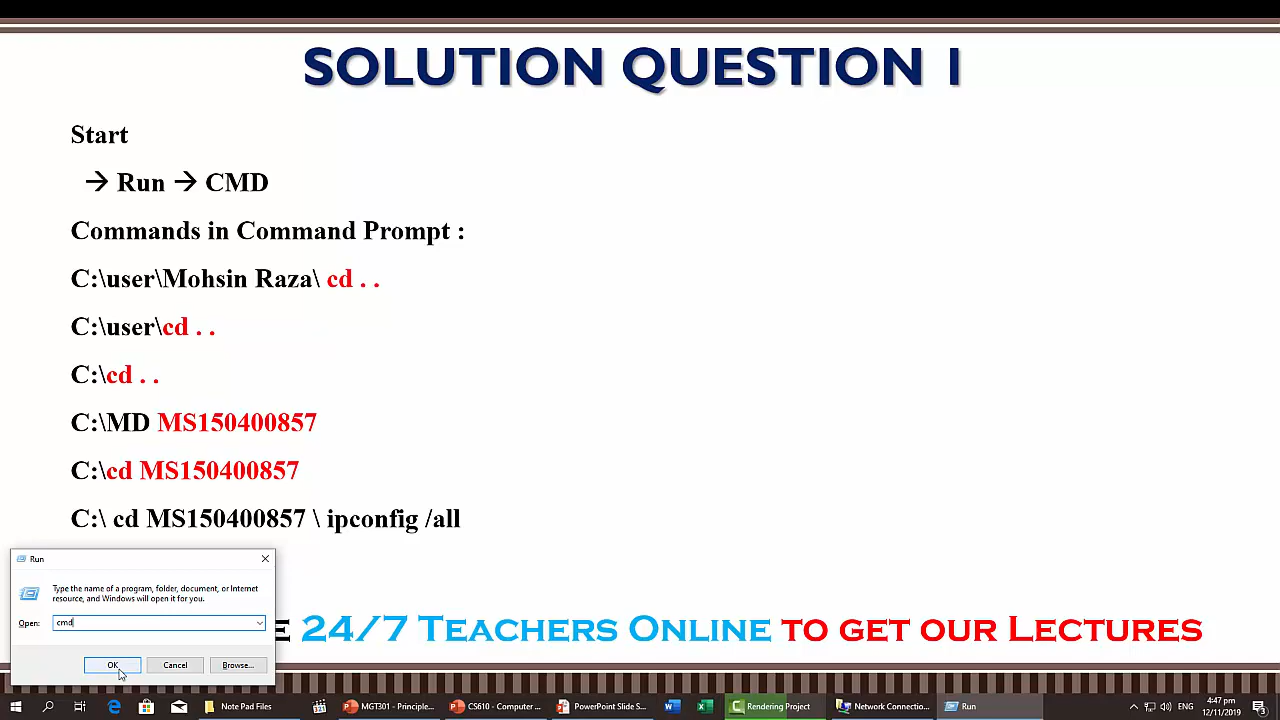 SOLUTION QUESTION I
Start
→ Run → CMD
Commands in Command Prompt :
C:\user\Mohsin Raza\ cd . .
C:\user\cd . .
C:\cd . .
C:\MD MS150400857
C:\cd MS150400857
C:\ cd MS150400857 \ ipconfig /all
Run
Type the name of a program, folder, document, or Internet
resource, and Windows will open it for you.
Open: cmd
OK Cancel Browse...
E 24/7 Teachers Online to get our Lectures
Note Pad Files
MGT301 - Principle...
CS610 - Computer ...
PowerPoint Slide S...
Rendering Project
Network Connectio...
Run
ENG
4:47 pm
12/11/2019